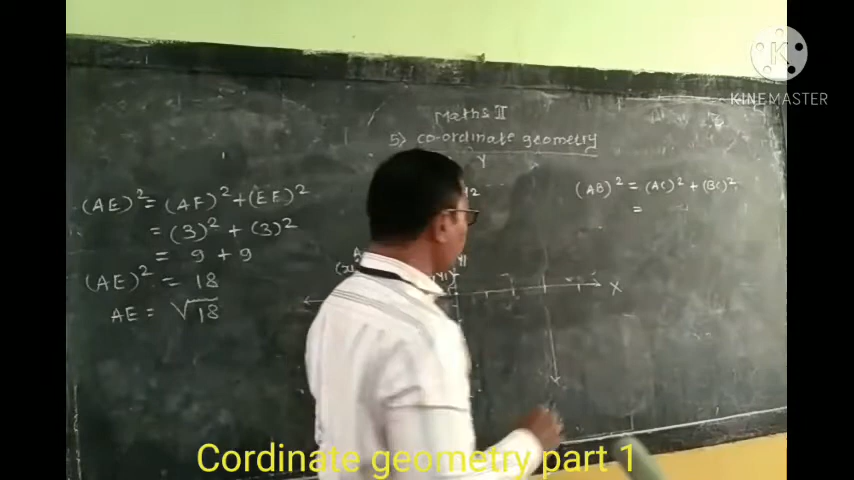 KINEMASTER
Maths II
5) co-ordinate geometry
Y
(AE)² = (AF)² + (EF)²
= (3)² + (3)²
= 9 + 9
(AE)² = 18
AE = √18
(AB)² = (AC)² + (BC)²
=
A
X
Cordinate geometry part 1